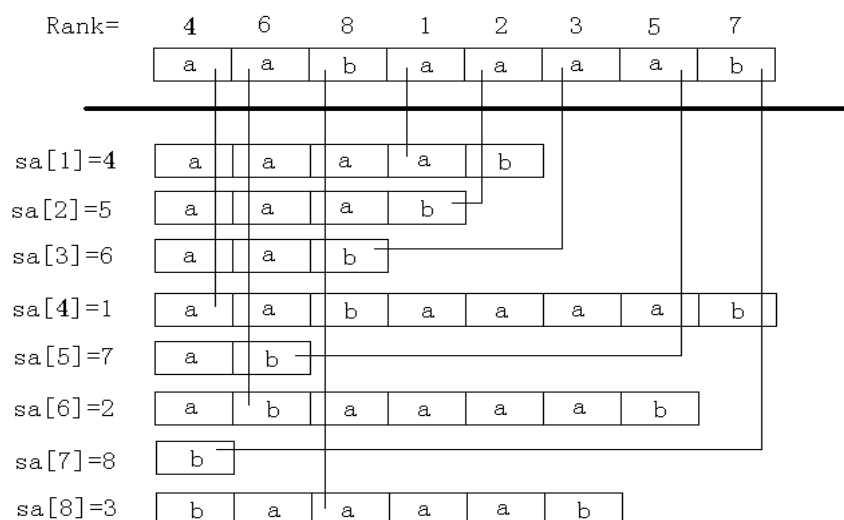 Rank= 4 6 8 1 2 3 5 7
a a b a a a a b
sa[1]=4 a a a a b
sa[2]=5 a a a b
sa[3]=6 a a b
sa[4]=1 a a b a a a a b
sa[5]=7 a b
sa[6]=2 a b a a a a b
sa[7]=8 b
sa[8]=3 b a a a a b